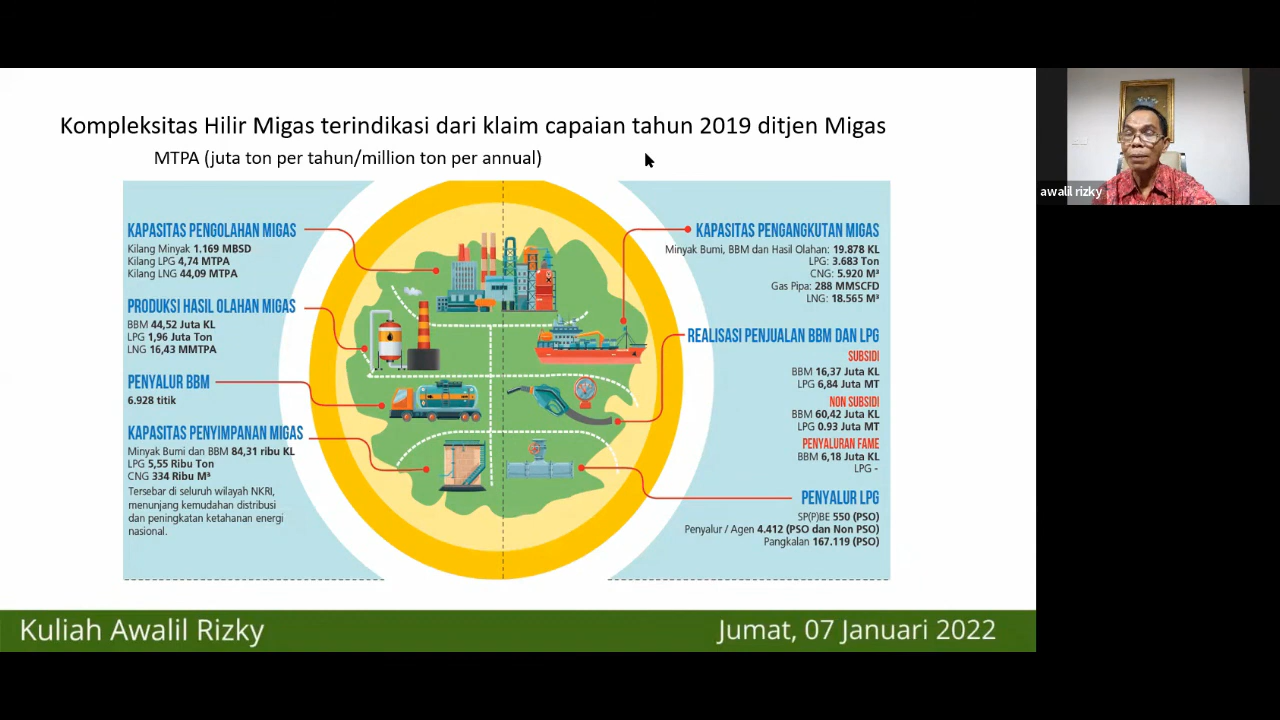 Kompleksitas Hilir Migas terindikasi dari klaim capaian tahun 2019 ditjen Migas
MTPA (juta ton per tahun/million ton per annual)
KAPASITAS PENGOLAHAN MIGAS
Kilang Minyak 1.169 MBSD
Kilang LPG 4,74 MTPA
Kilang LNG 44,09 MTPA
PRODUKSI HASIL OLAHAN MIGAS
BBM 44,52 Juta KL
LPG 1,96 Juta Ton
LNG 16,43 MMTPA
PENYALUR BBM
6.928 titik
KAPASITAS PENYIMPANAN MIGAS
Minyak Bumi dan BBM 84,31 ribu KL
LPG 5,55 Ribu Ton
CNG 334 Ribu M³
Tersebar di seluruh wilayah NKRI,
menunjang kemudahan distribusi
dan peningkatan ketahanan energi
nasional.
KAPASITAS PENGANGKUTAN MIGAS
Minyak Bumi, BBM dan Hasil Olahan: 19.878 KL
LPG: 3.683 Ton
CNG: 5.920 M³
Gas Pipa: 288 MMSCFD
LNG: 18.565 M³
REALISASI PENJUALAN BBM DAN LPG
SUBSIDI
BBM 16,37 Juta KL
LPG 6,84 Juta MT
NON SUBSIDI
BBM 60,42 Juta KL
LPG 0.93 Juta MT
PENYALURAN FAME
BBM 6,18 Juta KL
LPG -
PENYALUR LPG
SP(P)BE 550 (PSO)
Penyalur / Agen 4.412 (PSO dan Non PSO)
Pangkalan 167.119 (PSO)
awalil rizky
Kuliah Awalil Rizky
Jumat, 07 Januari 2022